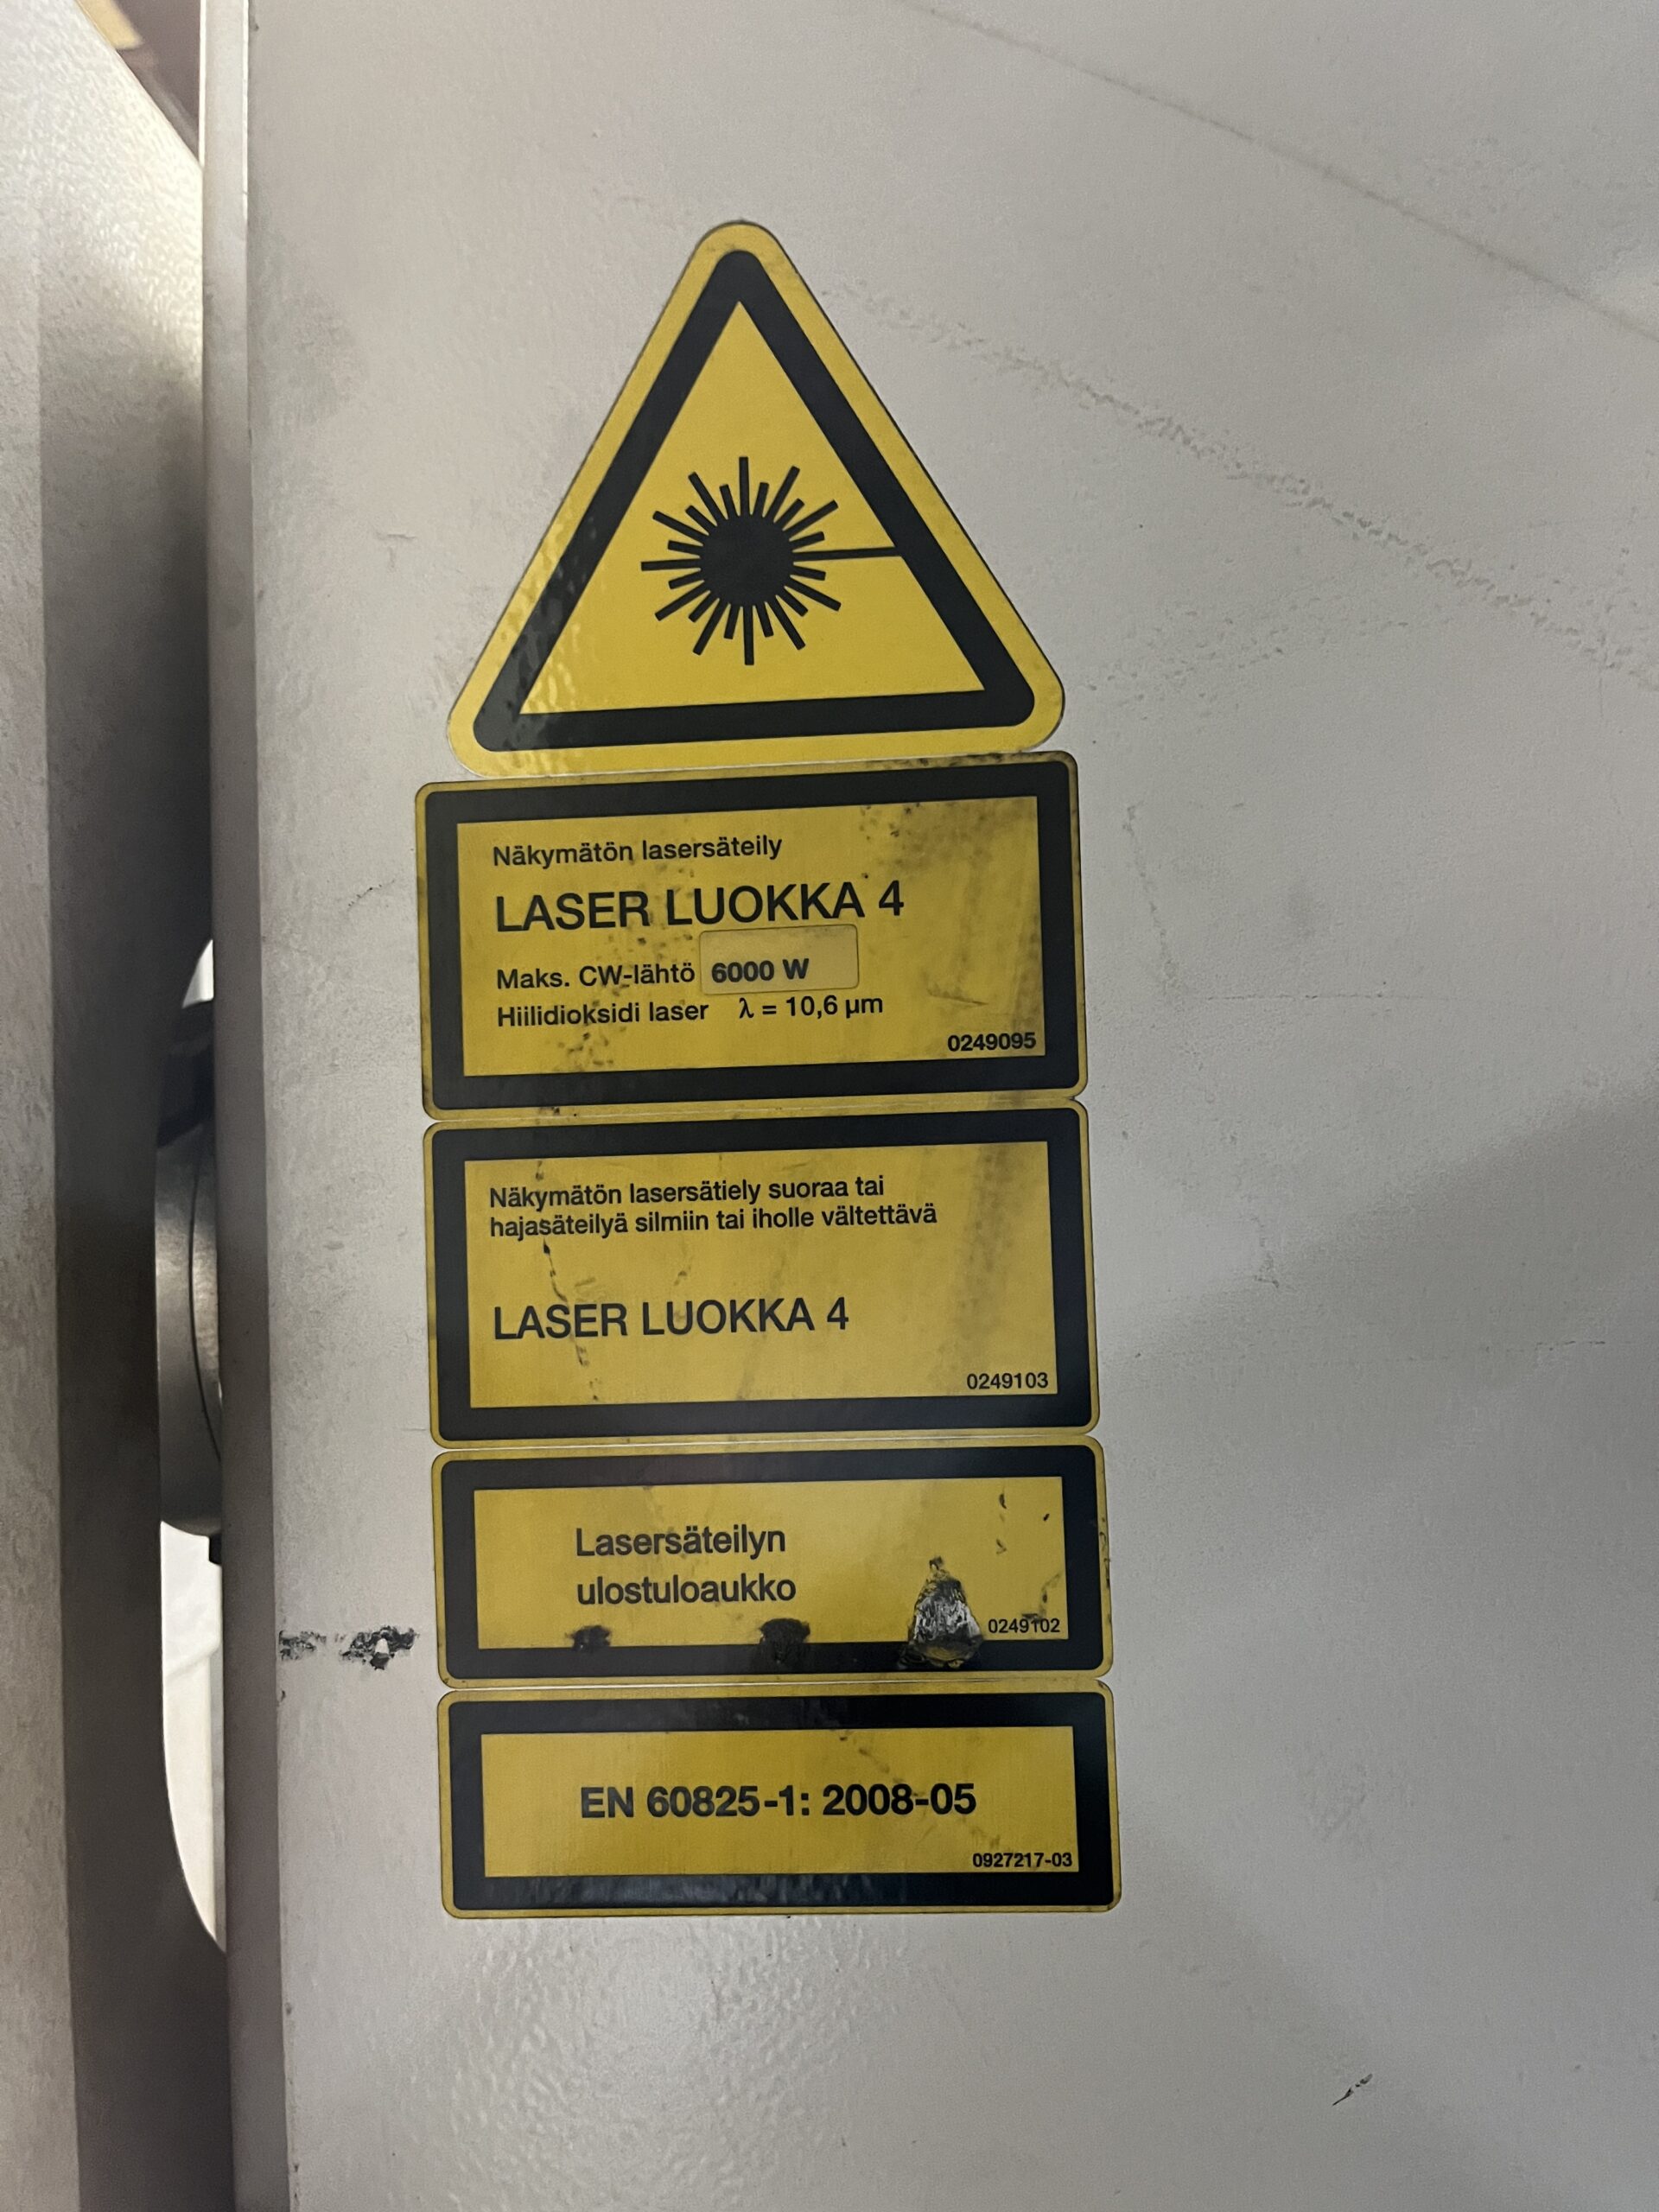 Näkymätön lasersäteily
LASER LUOKKA 4
Maks. CW-lähtö 6000 W
Hiilidioksidi laser λ = 10,6 µm
0249095
Näkymätön lasersätiely suoraa tai
hajasäteilyä silmiin tai iholle vältettävä
LASER LUOKKA 4
0249103
Lasersäteilyn
ulostuloaukko
0249102
EN 60825-1: 2008-05
0927217-03